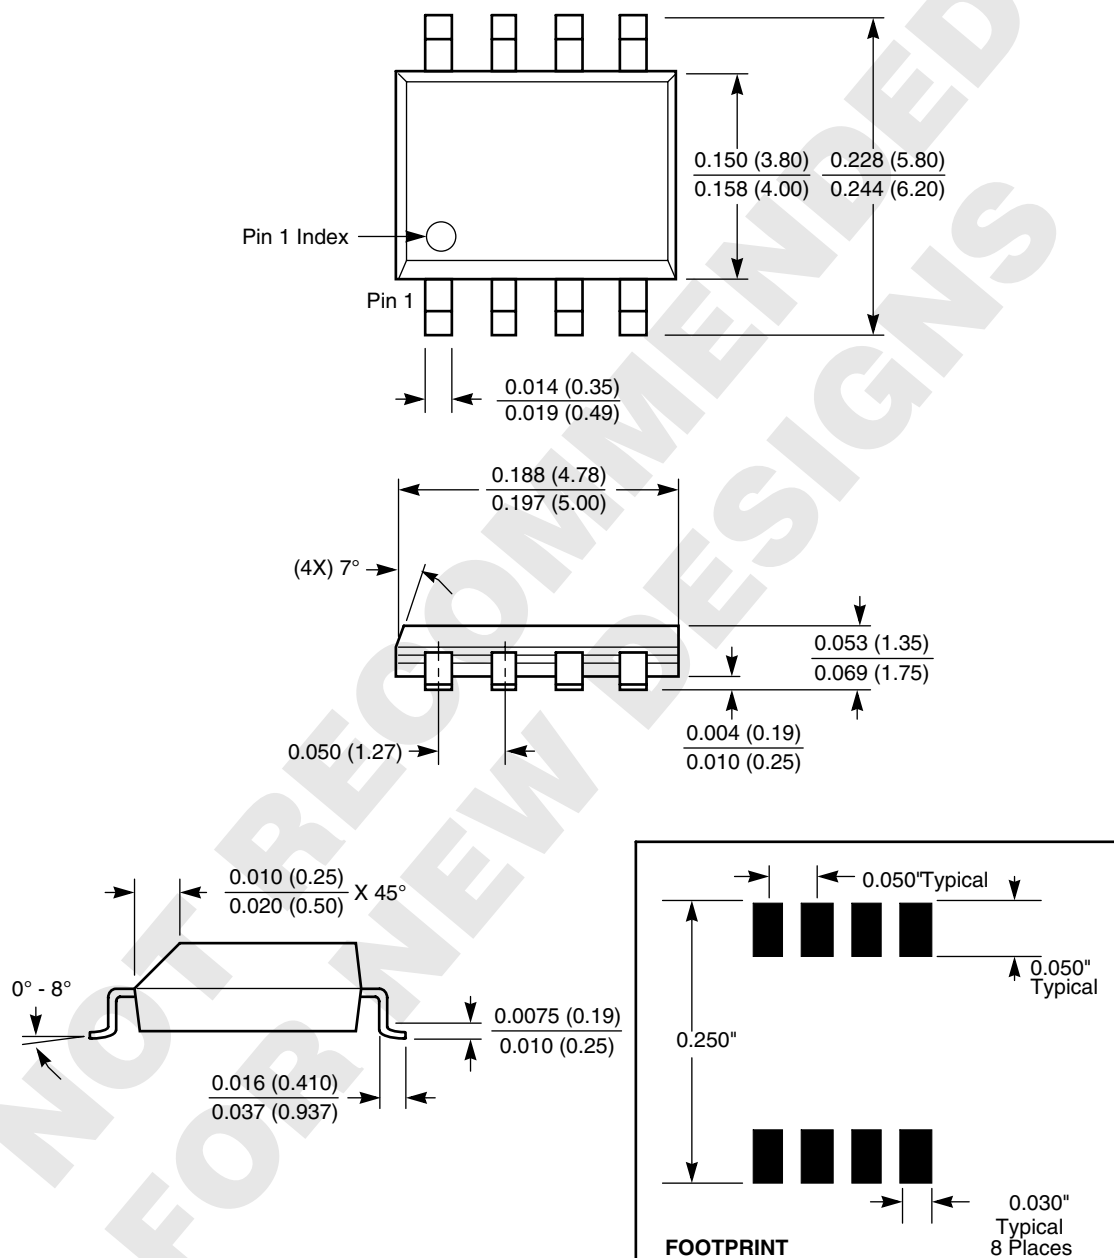 0.150 (3.80)
0.158 (4.00)
0.228 (5.80)
0.244 (6.20)
Pin 1 Index
Pin 1
0.014 (0.35)
0.019 (0.49)
0.188 (4.78)
0.197 (5.00)
(4X) 7°
0.053 (1.35)
0.069 (1.75)
0.004 (0.19)
0.010 (0.25)
0.050 (1.27)
0.010 (0.25)
0.020 (0.50)
X 45°
0° - 8°
0.0075 (0.19)
0.010 (0.25)
0.016 (0.410)
0.037 (0.937)
0.050"Typical
0.050"
Typical
0.250"
0.030"
Typical
8 Places
FOOTPRINT
NOT RECOMMENDED
FOR NEW DESIGNS